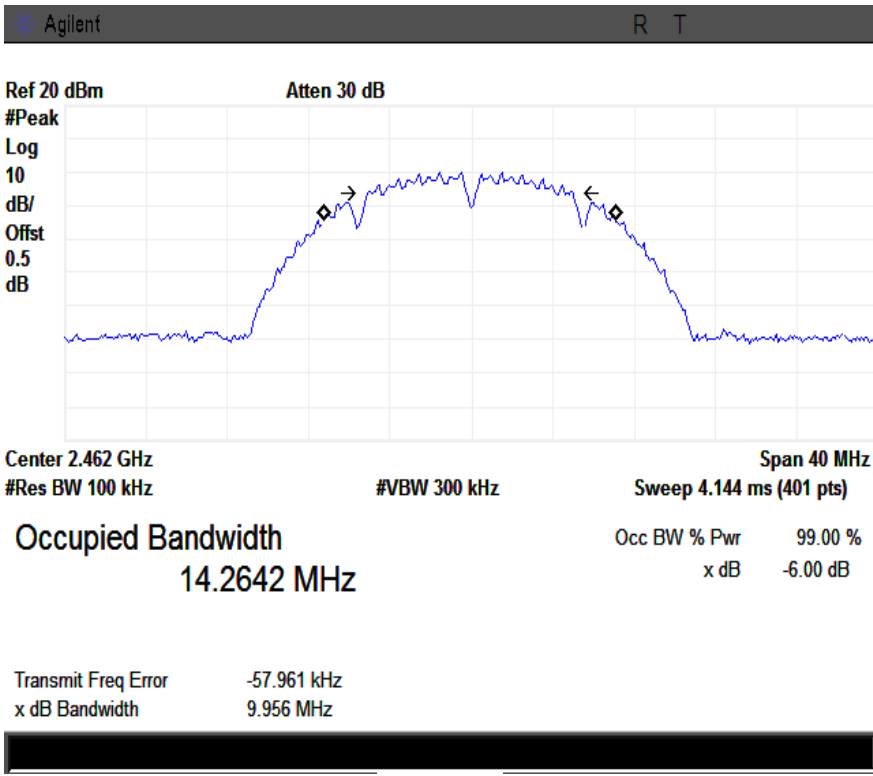 Agilent R T
Ref 20 dBm Atten 30 dB
#Peak
Log
10
dB/
Offst
0.5
dB
Center 2.462 GHz Span 40 MHz
#Res BW 100 kHz #VBW 300 kHz Sweep 4.144 ms (401 pts)
Occupied Bandwidth Occ BW % Pwr 99.00 %
14.2642 MHz x dB -6.00 dB
Transmit Freq Error -57.961 kHz
x dB Bandwidth 9.956 MHz